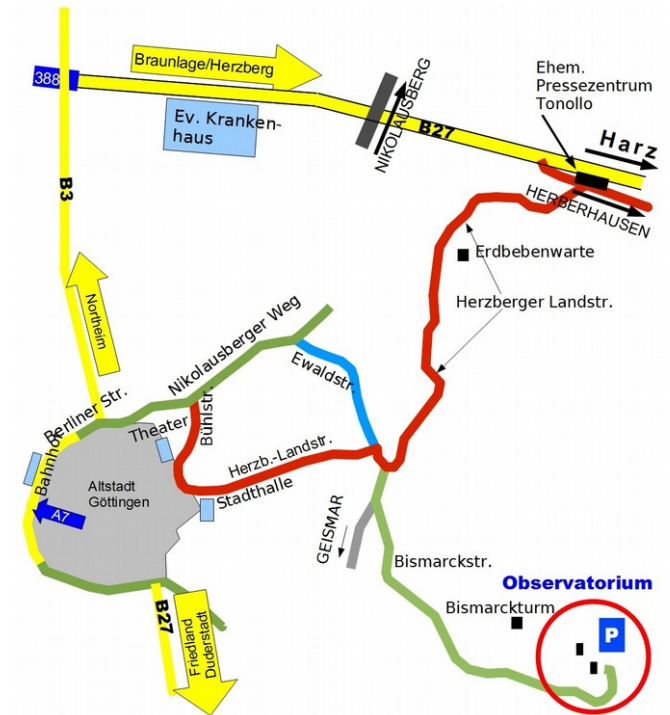 Braunlage/Herzberg
388
Ev. Kranken-
haus
NIKOLAUSBERG
B27
Ehem.
Pressezentrum
Tonollo
Harz
HERBERHAUSEN
B3
Erdbebenwarte
Herzberger Landstr.
Northeim
Nikolausberger Weg
Ewaldstr.
Berliner Str.
Theater
Bühlstr.
Bahnhof
Herzb.-Landstr.
Stadthalle
Altstadt
Göttingen
A7
GEISMAR
Bismarckstr.
Observatorium
Bismarckturm
P
B27
Friedland
Duderstadt